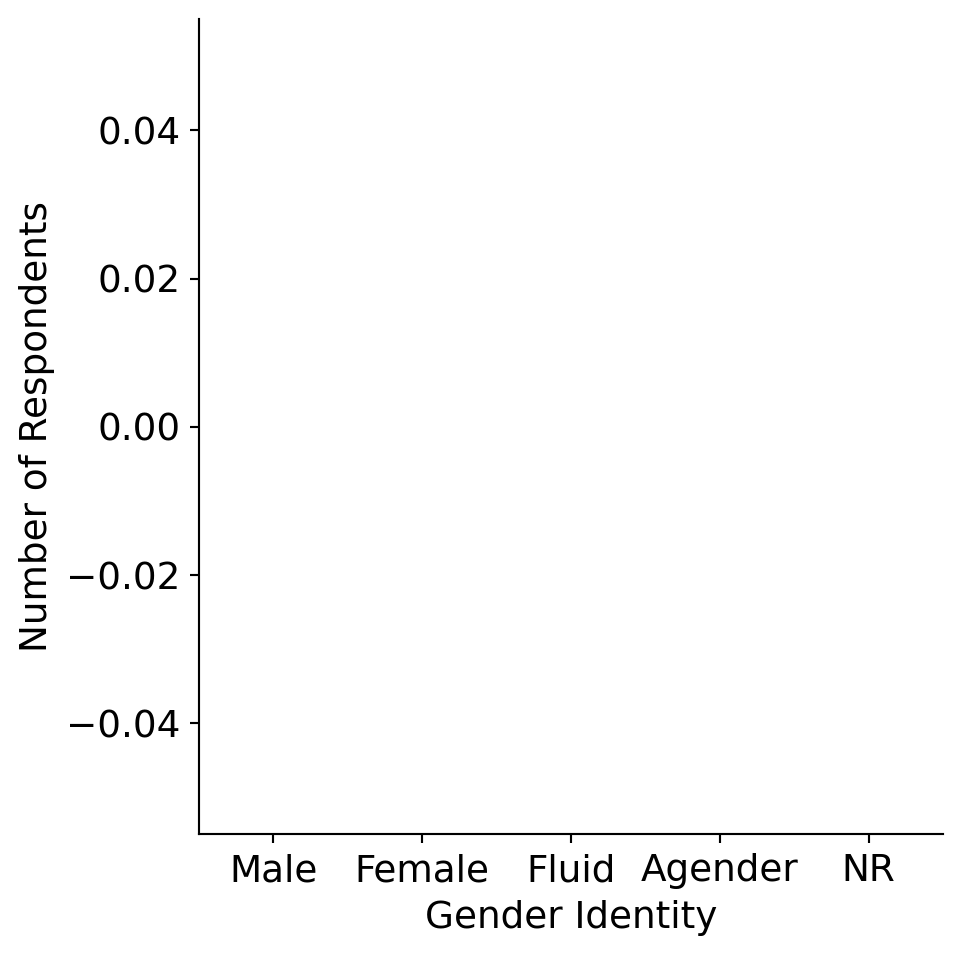 0.04
0.02
0.00
−0.02
−0.04
Number of Respondents
Male Female Fluid Agender NR
Gender Identity